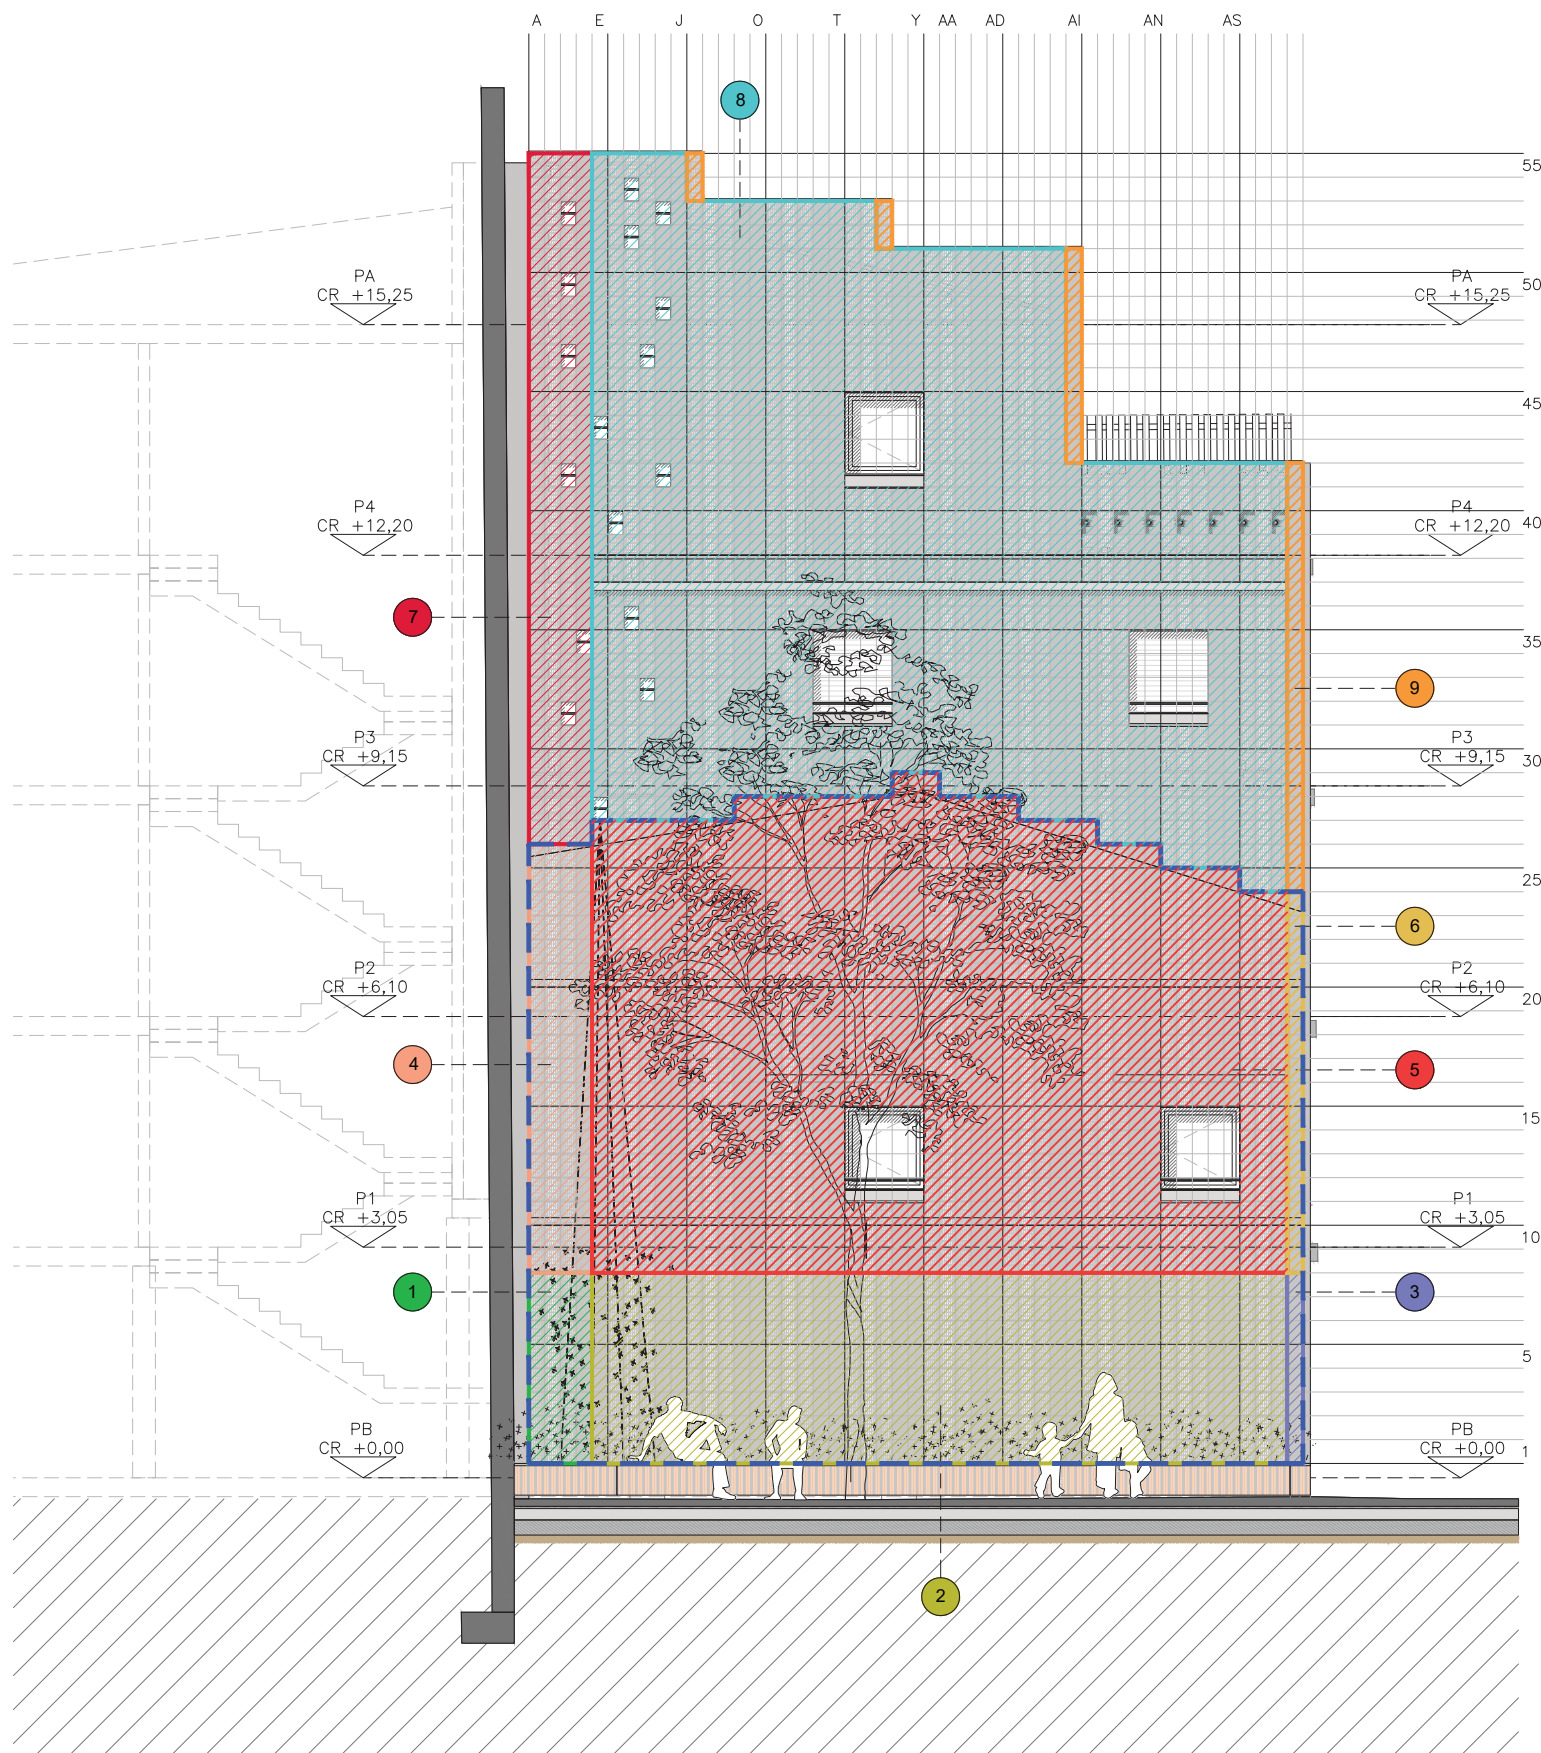 A E J O T Y AA AD AI AN AS
8
55
PA
CR +15,25
PA
CR +15,25
50
45
P4
CR +12,20
P4
CR +12,20
40
7
35
9
P3
CR +9,15
P3
CR +9,15
30
25
6
P2
CR +6,10
P2
CR +6,10
20
4
5
15
P1
CR +3,05
P1
CR +3,05
10
1
3
5
PB
CR +0,00
PB
CR +0,00
1
2